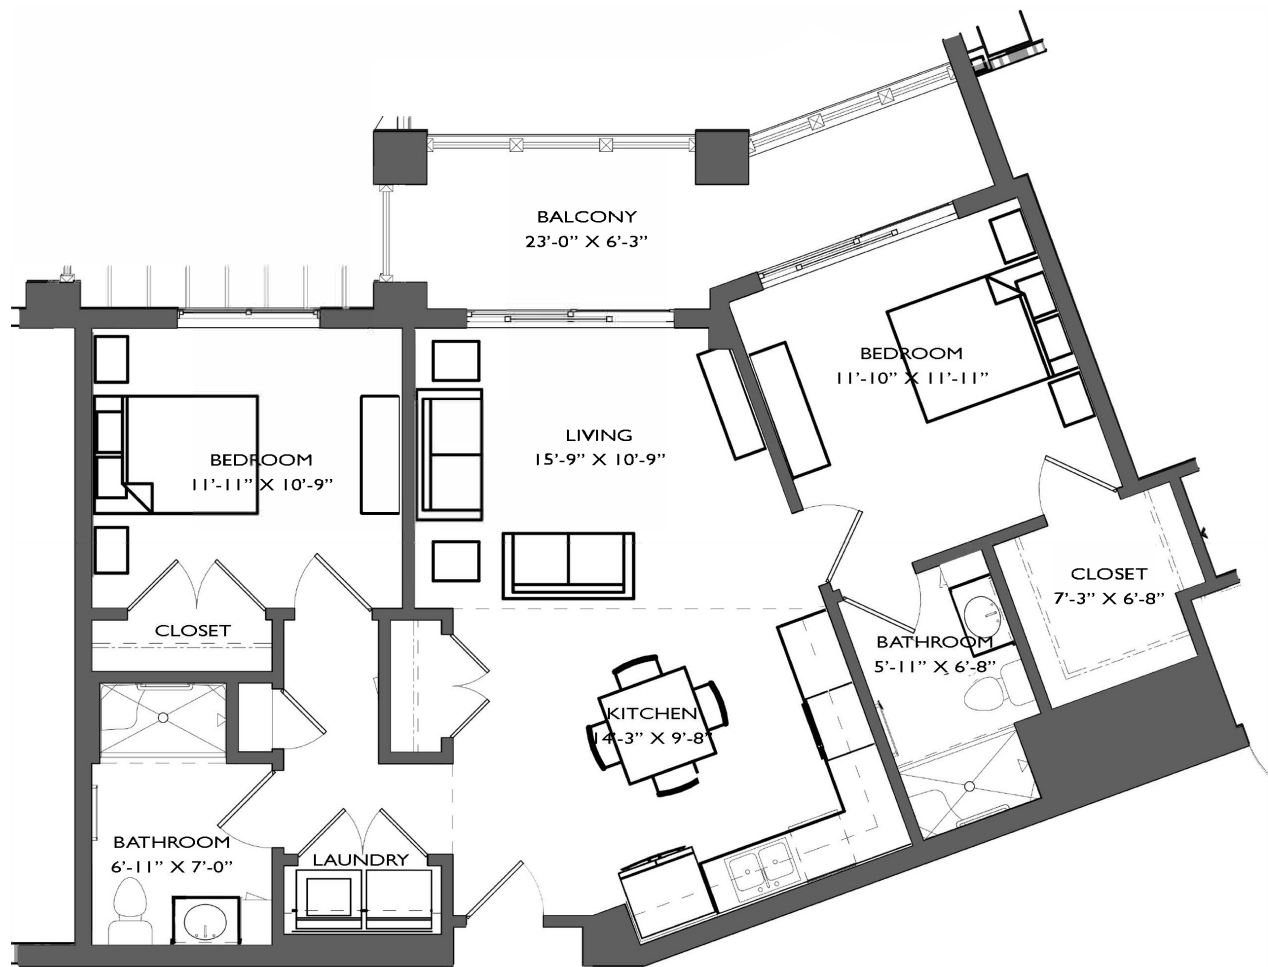 BALCONY
23'-0” X 6'-3”
BEDROOM
11'-10” X 11'-11”
LIVING
15'-9” X 10'-9”
BEDROOM
11'-11” X 10'-9”
CLOSET
7'-3” X 6'-8”
CLOSET
BATHROOM
5'-11” X 6'-8”
KITCHEN
14'-3” X 9'-8”
BATHROOM
6'-11” X 7'-0”
LAUNDRY